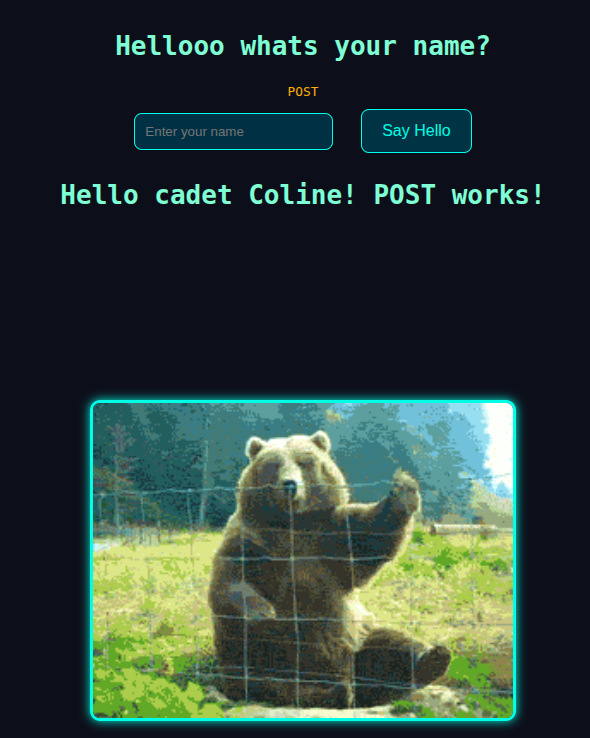 Hellooo whats your name?
POST
Enter your name
Say Hello
Hello cadet Coline! POST works!